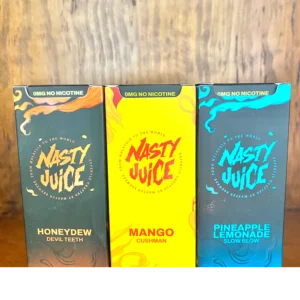 0MG NO NICOTINE
NASTY
JUICE
HONEYDEW
DEVIL TEETH
0MG NO NICOTINE
NASTY
JUICE
MANGO
CUSHMAN
0MG NO NICOTINE
NASTY
JUICE
PINEAPPLE
LEMONADE
SLOW BLOW